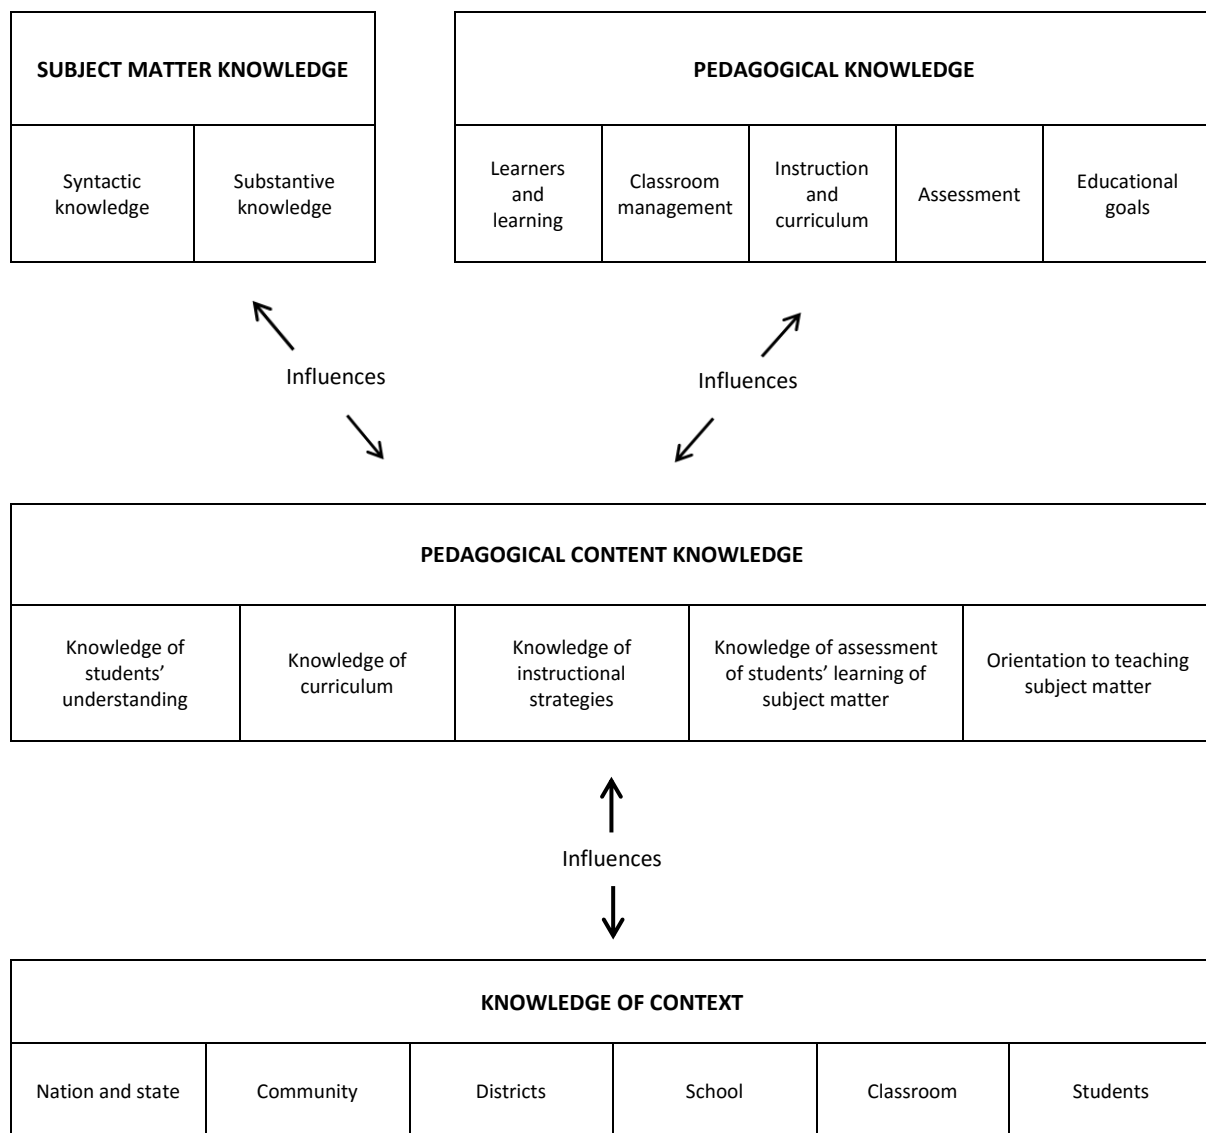 SUBJECT MATTER KNOWLEDGE
PEDAGOGICAL KNOWLEDGE
Syntactic
knowledge
Substantive
knowledge
Learners
and
learning
Classroom
management
Instruction
and
curriculum
Assessment
Educational
goals
Influences
Influences
PEDAGOGICAL CONTENT KNOWLEDGE
Knowledge of
students’
understanding
Knowledge of
curriculum
Knowledge of
instructional
strategies
Knowledge of assessment
of students’ learning of
subject matter
Orientation to teaching
subject matter
Influences
KNOWLEDGE OF CONTEXT
Nation and state
Community
Districts
School
Classroom
Students